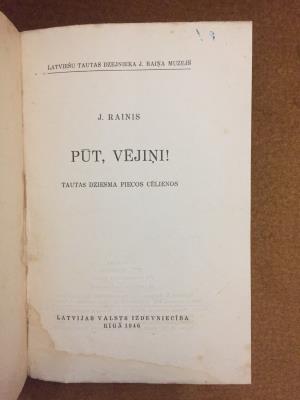 LATVIEŠU TAUTAS DZEJNIEKA J. RAIŅA MUZEJS
J. RAINIS
PŪT, VĒJIŅI!
TAUTAS DZIESMA PIECOS CĒLIENOS
LATVIJAS VALSTS IZDEVNIECĪBA
RĪGĀ 1946